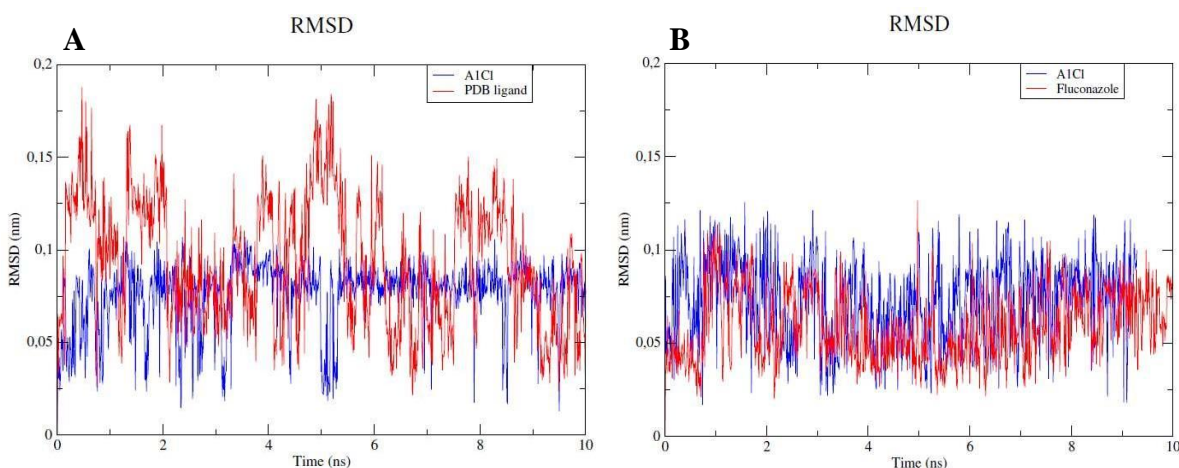 A
RMSD
0,2
0,15
0,1
0,05
0
RMSD (nm)
A1Cl
PDB ligand
0
2
4
6
8
10
Time (ns)
B
RMSD
0,2
0,15
0,1
0,05
0
RMSD (nm)
A1Cl
Fluconazole
0
2
4
6
8
10
Time (ns)